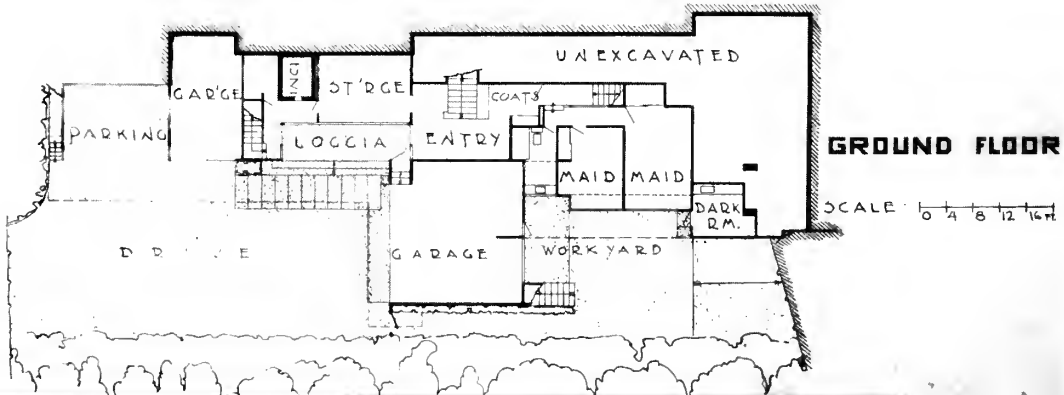 UNEXCAVATED
GAR'GE
ST'RGE
COATS
PARKING
LOGGIA
ENTRY
GROUND FLOOR
MAID
MAID
DARK
RM.
SCALE
0 4 8 12 16 FT
GARAGE
WORKYARD